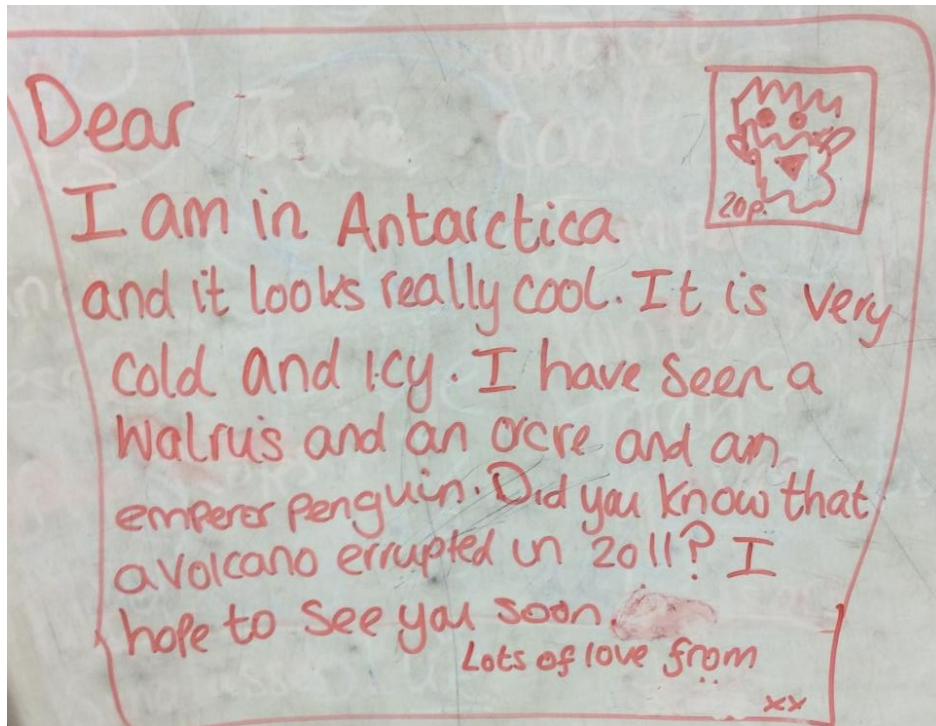 Dear
20p.
I am in Antarctica
and it looks really cool. It is very
cold and icy. I have seen a
walrus and an orcre and an
emperor penguin. Did you know that
a volcano errupted in 2011? I
hope to see you soon.
Lots of love from
xx